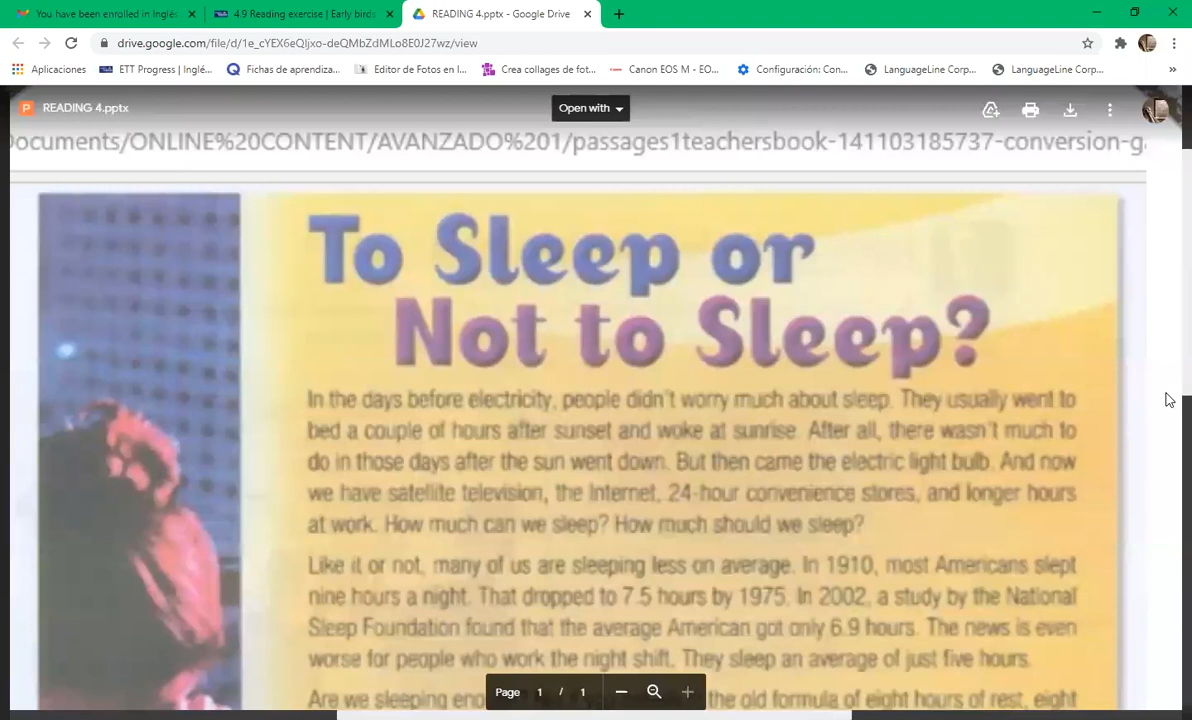 You have been enrolled in Inglés
4.9 Reading exercise | Early birds
READING 4.pptx - Google Drive
drive.google.com/file/d/1e_cYEX6eQljxo-deQMbZdMLo8E0J27wz/view
Aplicaciones
ETT Progress | Inglé...
Fichas de aprendiza...
Editor de Fotos en l...
Crea collages de fot...
Canon EOS M - EO...
Configuración: Con...
LanguageLine Corp...
LanguageLine Corp...
READING 4.pptx
Open with
Documents/ONLINE%20CONTENT/AVANZADO%201/passages1teachersbook-141103185737-conversion-ga
To Sleep or
Not to Sleep?
In the days before electricity, people didn't worry much about sleep. They usually went to
bed a couple of hours after sunset and woke at sunrise. After all, there wasn't much to
do in those days after the sun went down. But then came the electric light bulb. And now
we have satellite television, the Internet, 24-hour convenience stores, and longer hours
at work. How much can we sleep? How much should we sleep?
Like it or not, many of us are sleeping less on average. In 1910, most Americans slept
nine hours a night. That dropped to 7.5 hours by 1975. In 2002, a study by the National
Sleep Foundation found that the average American got only 6.9 hours. The news is even
worse for people who work the night shift. They sleep an average of just five hours.
Are we sleeping eno the old formula of eight hours of rest, eight
Page 1 / 1